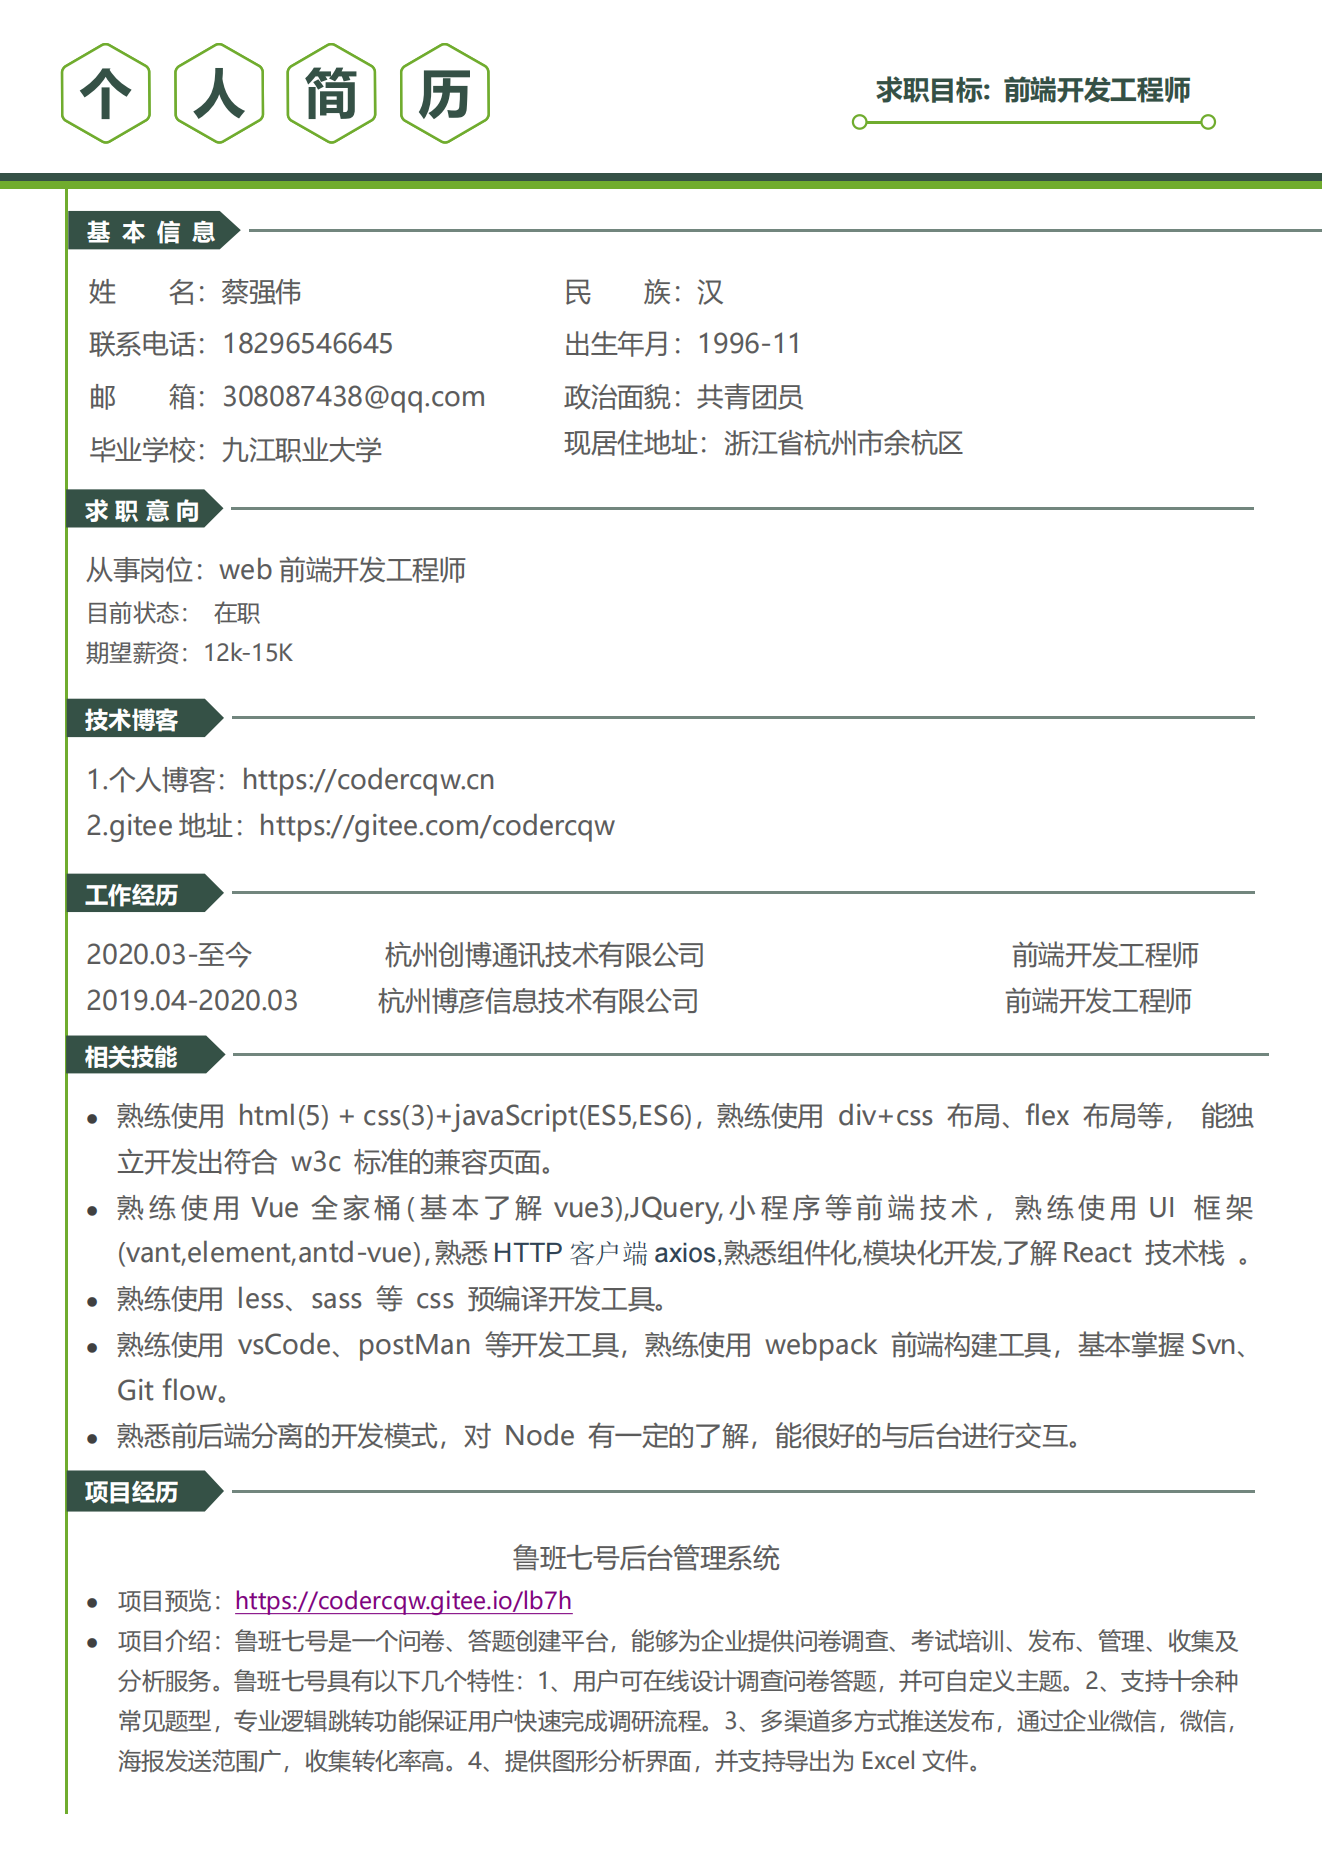 个人简历
求职目标：前端开发工程师
基本信息
姓 名：蔡强伟 民 族：汉
联系电话：18296546645 出生年月：1996-11
邮 箱：308087438@qq.com 政治面貌：共青团员
毕业学校：九江职业大学 现居住地址：浙江省杭州市余杭区
求职意向
从事岗位：web 前端开发工程师
目前状态： 在职
期望薪资：12k-15K
技术博客
1.个人博客：https://codercqw.cn
2.gitee 地址：https://gitee.com/codercqw
工作经历
2020.03-至今 杭州创博通讯技术有限公司 前端开发工程师
2019.04-2020.03 杭州博彦信息技术有限公司 前端开发工程师
相关技能
● 熟练使用 html(5) + css(3)+javaScript(ES5,ES6)，熟练使用 div+css 布局、flex 布局等， 能独
立开发出符合 w3c 标准的兼容页面。
● 熟练使用 Vue 全家桶(基本了解 vue3),JQuery,小程序等前端技术，熟练使用 UI 框架
(vant,element,antd-vue),熟悉 HTTP 客户端 axios,熟悉组件化,模块化开发,了解 React 技术栈 。
● 熟练使用 less、sass 等 css 预编译开发工具。
● 熟练使用 vsCode、postMan 等开发工具，熟练使用 webpack 前端构建工具，基本掌握 Svn、
Git flow。
● 熟悉前后端分离的开发模式，对 Node 有一定的了解，能很好的与后台进行交互。
项目经历
鲁班七号后台管理系统
● 项目预览：https://codercqw.gitee.io/lb7h
● 项目介绍：鲁班七号是一个问卷、答题创建平台，能够为企业提供问卷调查、考试培训、发布、管理、收集及
分析服务。鲁班七号具有以下几个特性：1、用户可在线设计调查问卷答题，并可自定义主题。2、支持十余种
常见题型，专业逻辑跳转功能保证用户快速完成调研流程。3、多渠道多方式推送发布，通过企业微信，微信，
海报发送范围广，收集转化率高。4、提供图形分析界面，并支持导出为 Excel 文件。